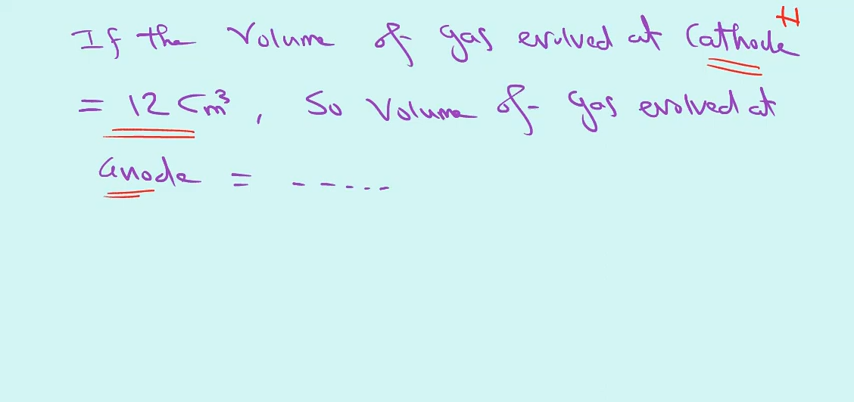 If the Volume of gas evolved at Cathode H
= 12 Cm³, So Volume of gas evolved at
anode = - - - - -